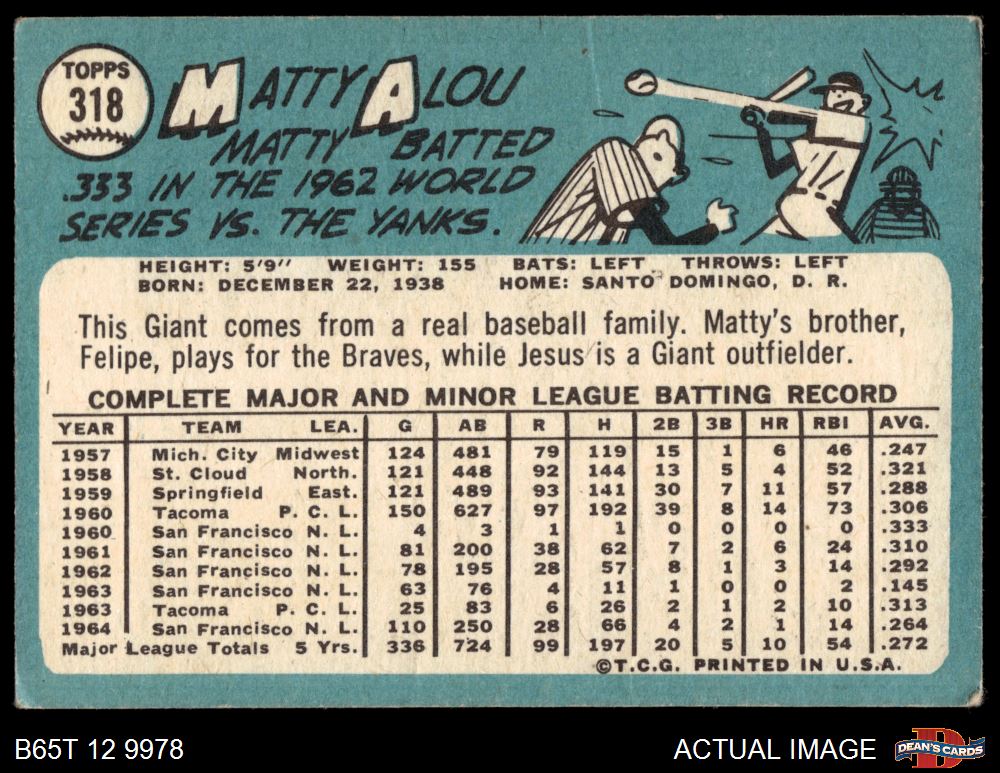 TOPPS
318
MATTY ALOU
MATTY BATTED
.333 IN THE 1962 WORLD
SERIES VS. THE YANKS.
HEIGHT: 5'9" WEIGHT: 155 BATS: LEFT THROWS: LEFT
BORN: DECEMBER 22, 1938 HOME: SANTO DOMINGO, D. R.
This Giant comes from a real baseball family. Matty's brother,
Felipe, plays for the Braves, while Jesus is a Giant outfielder.
COMPLETE MAJOR AND MINOR LEAGUE BATTING RECORD
YEAR TEAM LEA. G AB R H 2B 3B HR RBI AVG.
1957 Mich. City Midwest 124 481 79 119 15 1 6 46 .247
1958 St. Cloud North. 121 448 92 144 13 5 4 52 .321
1959 Springfield East. 121 489 93 141 30 7 11 57 .288
1960 Tacoma P. C. L. 150 627 97 192 39 8 14 73 .306
1960 San Francisco N. L. 4 3 1 1 0 0 0 0 .333
1961 San Francisco N. L. 81 200 38 62 7 2 6 24 .310
1962 San Francisco N. L. 78 195 28 57 8 1 3 14 .292
1963 San Francisco N. L. 63 76 4 11 1 0 0 2 .145
1963 Tacoma P. C. L. 25 83 6 26 2 1 2 10 .313
1964 San Francisco N. L. 110 250 28 66 4 2 1 14 .264
Major League Totals 5 Yrs. 336 724 99 197 20 5 10 54 .272
©T.C.G. PRINTED IN U.S.A.
B65T 12 9978 ACTUAL IMAGE D DEAN'S CARDS